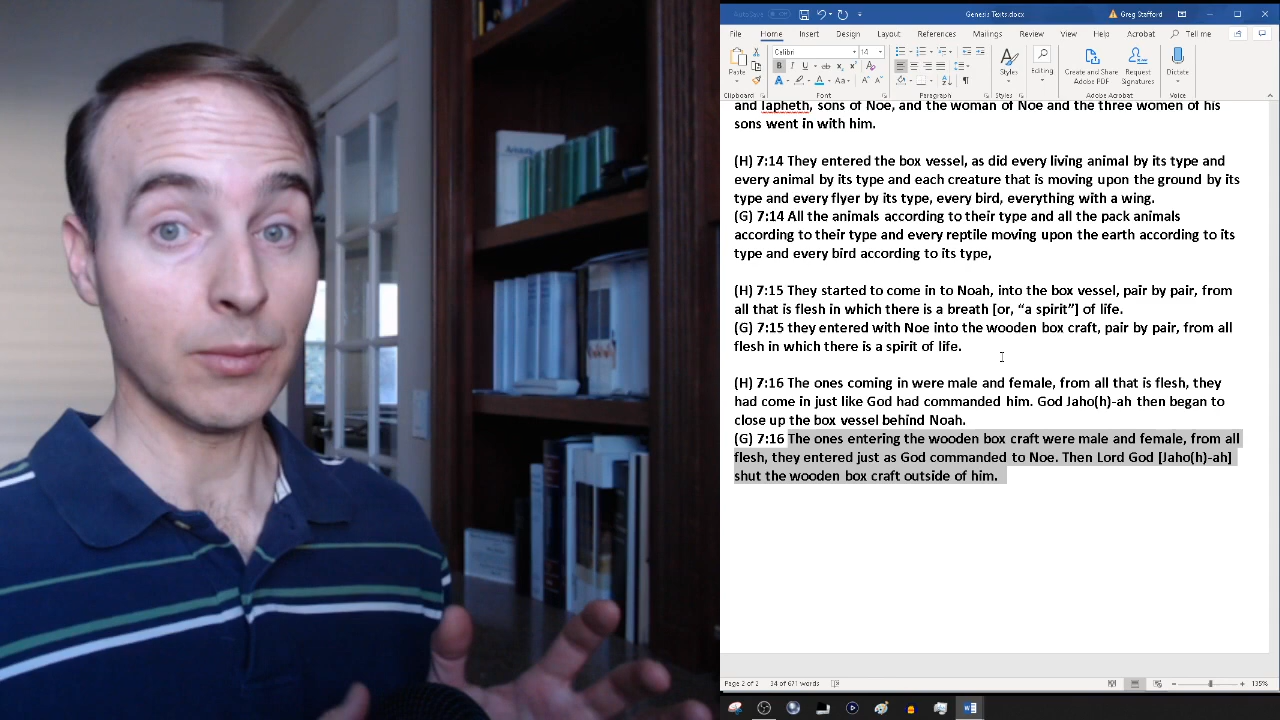 Genesis Texts.docx
Greg Stafford
File Home Insert Design Layout References Mailings Review View Help Acrobat Tell me
Calibri 14
Paste
Styles
Editing
Create and Share Adobe PDF
Request Signatures
Dictate
Clipboard Font Paragraph Styles Adobe Acrobat Voice
and Iapheth, sons of Noe, and the woman of Noe and the three women of his
sons went in with him.
(H) 7:14 They entered the box vessel, as did every living animal by its type and
every animal by its type and each creature that is moving upon the ground by its
type and every flyer by its type, every bird, everything with a wing.
(G) 7:14 All the animals according to their type and all the pack animals
according to their type and every reptile moving upon the earth according to its
type and every bird according to its type,
(H) 7:15 They started to come in to Noah, into the box vessel, pair by pair, from
all that is flesh in which there is a breath [or, “a spirit”] of life.
(G) 7:15 they entered with Noe into the wooden box craft, pair by pair, from all
flesh in which there is a spirit of life.
(H) 7:16 The ones coming in were male and female, from all that is flesh, they
had come in just like God had commanded him. God Jaho(h)-ah then began to
close up the box vessel behind Noah.
(G) 7:16 The ones entering the wooden box craft were male and female, from all
flesh, they entered just as God commanded to Noe. Then Lord God [Jaho(h)-ah]
shut the wooden box craft outside of him.
Page 2 of 2 34 of 671 words
135%